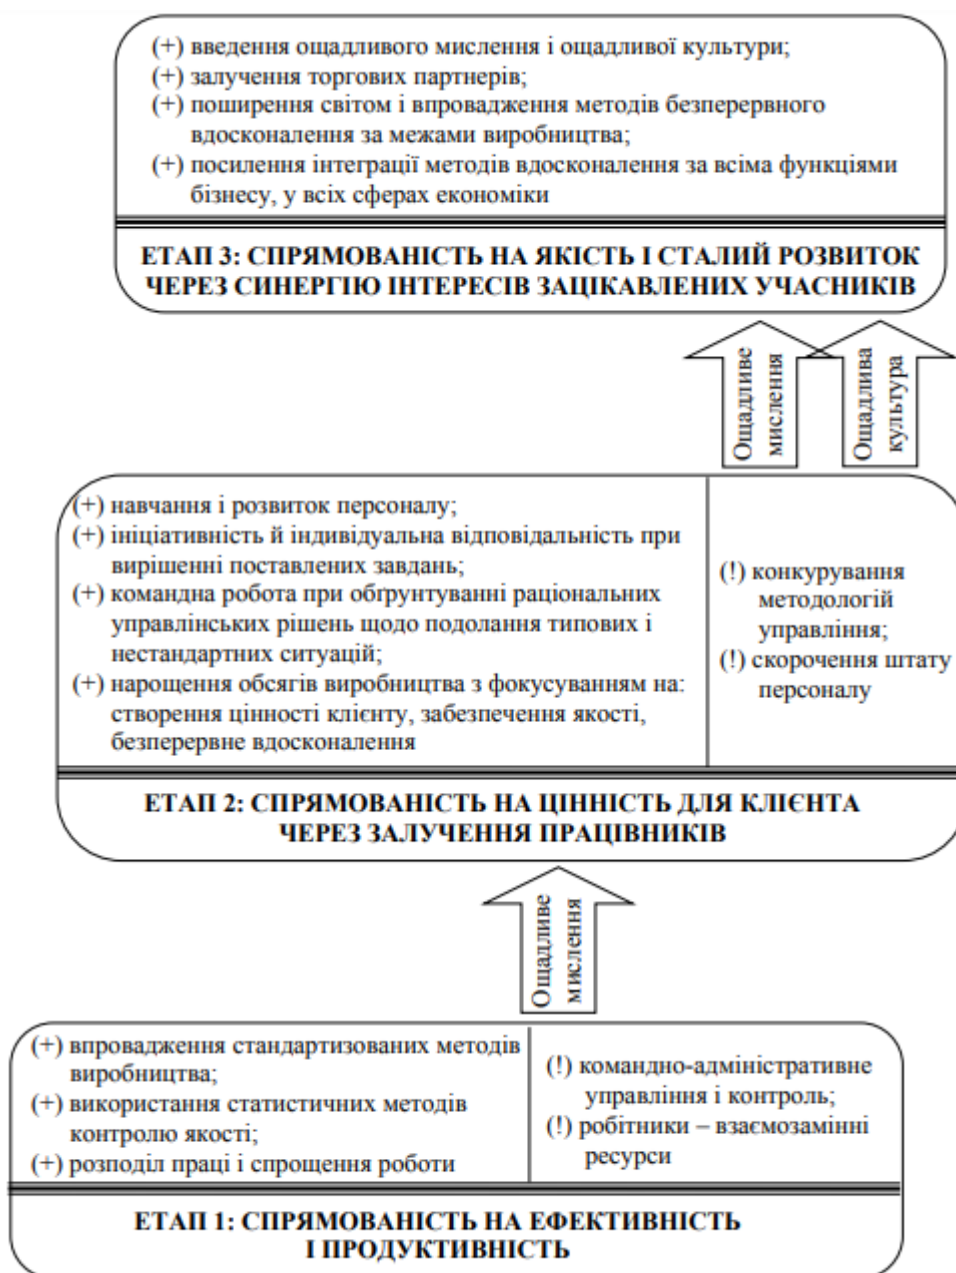 (+) введення ощадливого мислення і ощадливої культури;
(+) залучення торгових партнерів;
(+) поширення світом і впровадження методів безперервного
вдосконалення за межами виробництва;
(+) посилення інтеграції методів вдосконалення за всіма функціями
бізнесу, у всіх сферах економіки
ЕТАП 3: СПРЯМОВАНІСТЬ НА ЯКІСТЬ І СТАЛИЙ РОЗВИТОК
ЧЕРЕЗ СИНЕРГІЮ ІНТЕРЕСІВ ЗАЦІКАВЛЕНИХ УЧАСНИКІВ
Ощадливе
мислення
Ощадлива
культура
(+) навчання і розвиток персоналу;
(+) ініціативність й індивідуальна відповідальність при
вирішенні поставлених завдань;
(+) командна робота при обґрунтуванні раціональних
управлінських рішень щодо подолання типових і
нестандартних ситуацій;
(+) нарощення обсягів виробництва з фокусуванням на:
створення цінності клієнту, забезпечення якості,
безперервне вдосконалення
(!) конкурування
методологій
управління;
(!) скорочення штату
персоналу
ЕТАП 2: СПРЯМОВАНІСТЬ НА ЦІННІСТЬ ДЛЯ КЛІЄНТА
ЧЕРЕЗ ЗАЛУЧЕННЯ ПРАЦІВНИКІВ
Ощадливе
мислення
(+) впровадження стандартизованих методів
виробництва;
(+) використання статистичних методів
контролю якості;
(+) розподіл праці і спрощення роботи
(!) командно-адміністративне
управління і контроль;
(!) робітники – взаємозамінні
ресурси
ЕТАП 1: СПРЯМОВАНІСТЬ НА ЕФЕКТИВНІСТЬ
І ПРОДУКТИВНІСТЬ